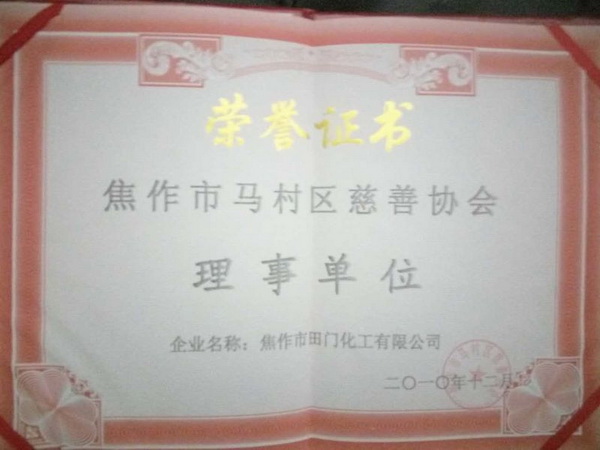 荣誉证书
焦作市马村区慈善协会
理事单位
企业名称：焦作市田门化工有限公司
二〇一〇年十二月